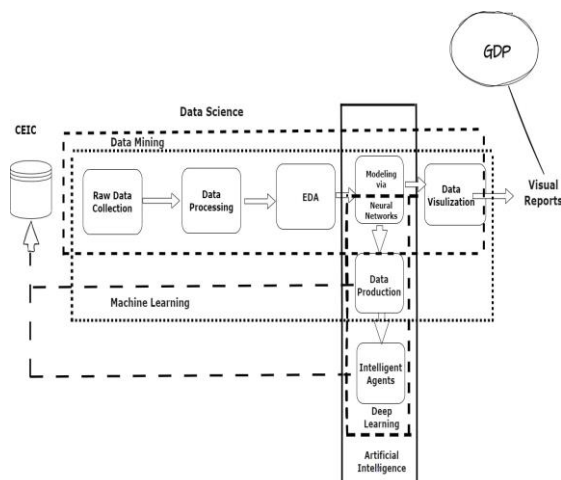 GDP
Data Science
CEIC
Data Mining
Raw Data
Collection
Data
Processing
EDA
Modeling
via
Neural
Networks
Data
Visulization
Visual
Reports
Data
Production
Machine Learning
Intelligent
Agents
Deep
Learning
Artificial
Intelligence